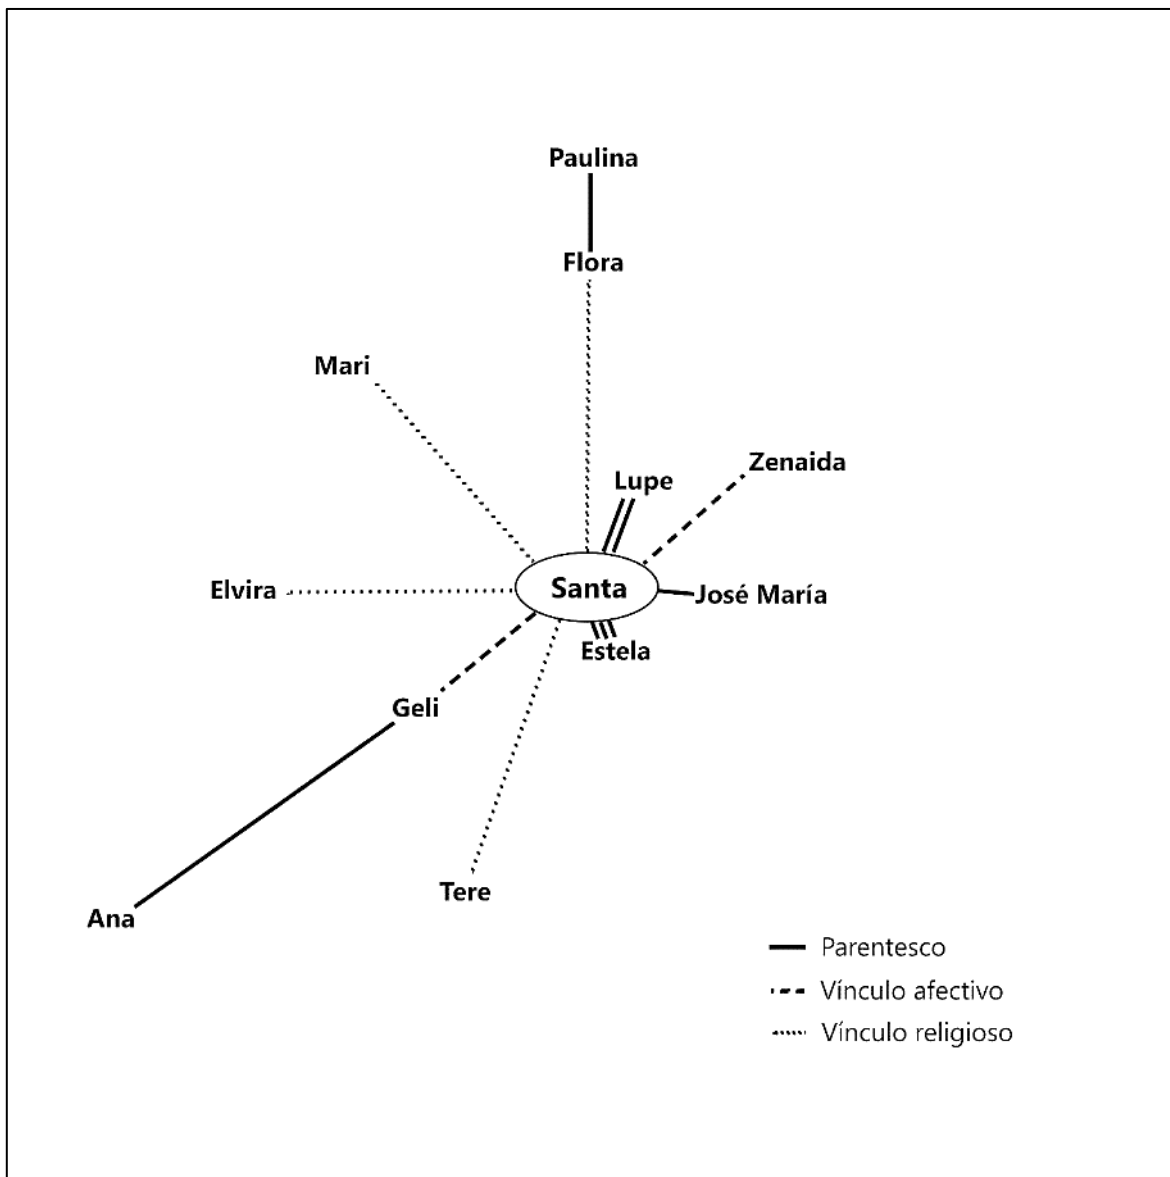 Paulina
Flora
Mari
Zenaida
Lupe
Santa
Elvira
José María
Estela
Geli
Tere
Ana
Parentesco
Vínculo afectivo
Vínculo religioso